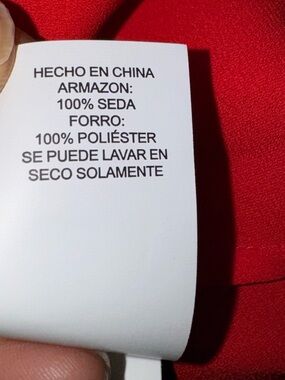 HECHO EN CHINA
ARMAZON:
100% SEDA
FORRO:
100% POLIÉSTER
SE PUEDE LAVAR EN
SECO SOLAMENTE